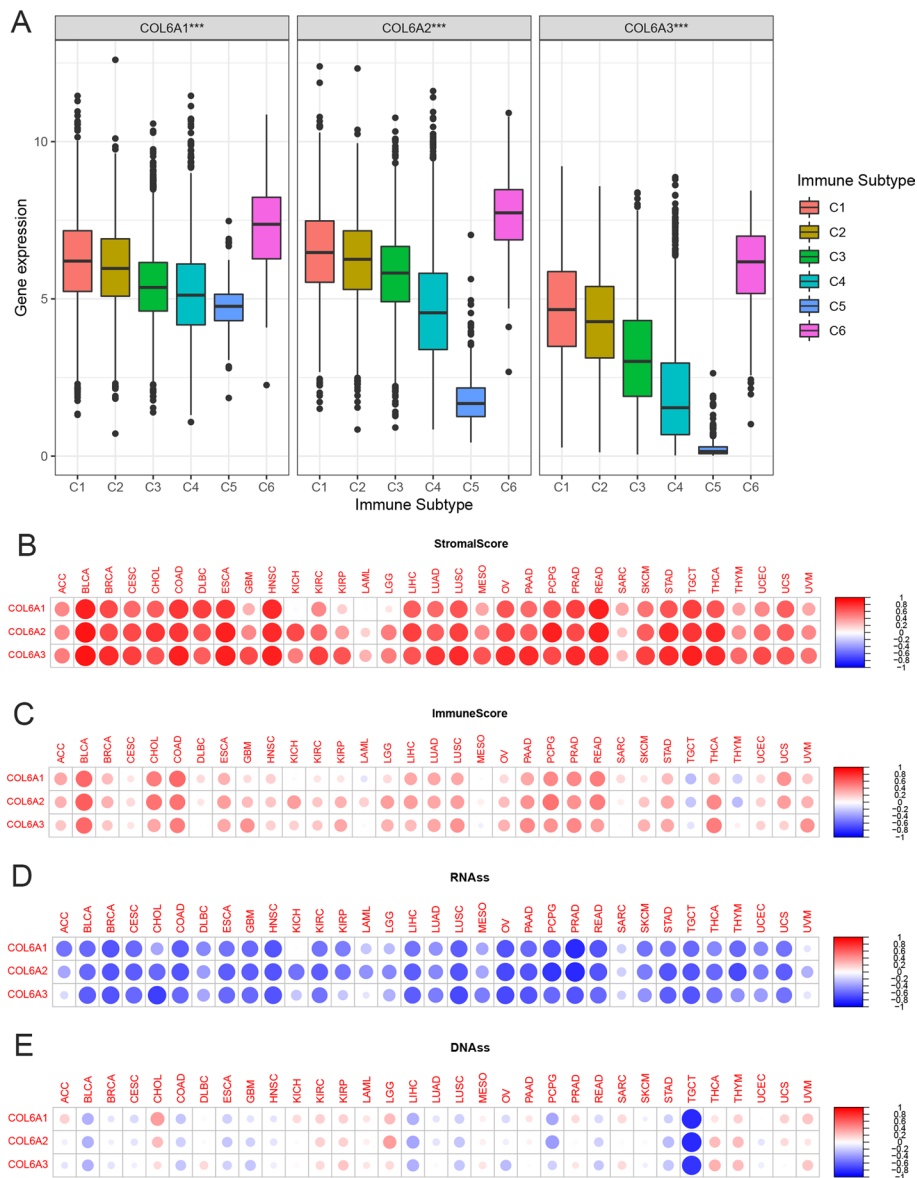 A
COL6A1*** COL6A2*** COL6A3***
Gene expression
10
5
0
C1 C2 C3 C4 C5 C6 C1 C2 C3 C4 C5 C6 C1 C2 C3 C4 C5 C6
Immune Subtype
Immune Subtype
C1
C2
C3
C4
C5
C6
B
StromalScore
ACC BLCA BRCA CESC CHOL COAD DLBC ESCA GBM HNSC KICH KIRC KIRP LAML LGG LIHC LUAD LUSC MESO OV PAAD PCPG PRAD READ SARC SKCM STAD TGCT THCA THYM UCEC UCS UVM
COL6A1
COL6A2
COL6A3
1
0.8
0.6
0.4
0.2
0
−0.2
−0.4
−0.6
−0.8
−1
C
ImmuneScore
ACC BLCA BRCA CESC CHOL COAD DLBC ESCA GBM HNSC KICH KIRC KIRP LAML LGG LIHC LUAD LUSC MESO OV PAAD PCPG PRAD READ SARC SKCM STAD TGCT THCA THYM UCEC UCS UVM
COL6A1
COL6A2
COL6A3
1
0.8
0.6
0.4
0.2
0
−0.2
−0.4
−0.6
−0.8
−1
D
RNAss
ACC BLCA BRCA CESC CHOL COAD DLBC ESCA GBM HNSC KICH KIRC KIRP LAML LGG LIHC LUAD LUSC MESO OV PAAD PCPG PRAD READ SARC SKCM STAD TGCT THCA THYM UCEC UCS UVM
COL6A1
COL6A2
COL6A3
1
0.8
0.6
0.4
0.2
0
−0.2
−0.4
−0.6
−0.8
−1
E
DNAss
ACC BLCA BRCA CESC CHOL COAD DLBC ESCA GBM HNSC KICH KIRC KIRP LAML LGG LIHC LUAD LUSC MESO OV PAAD PCPG PRAD READ SARC SKCM STAD TGCT THCA THYM UCEC UCS UVM
COL6A1
COL6A2
COL6A3
1
0.8
0.6
0.4
0.2
0
−0.2
−0.4
−0.6
−0.8
−1